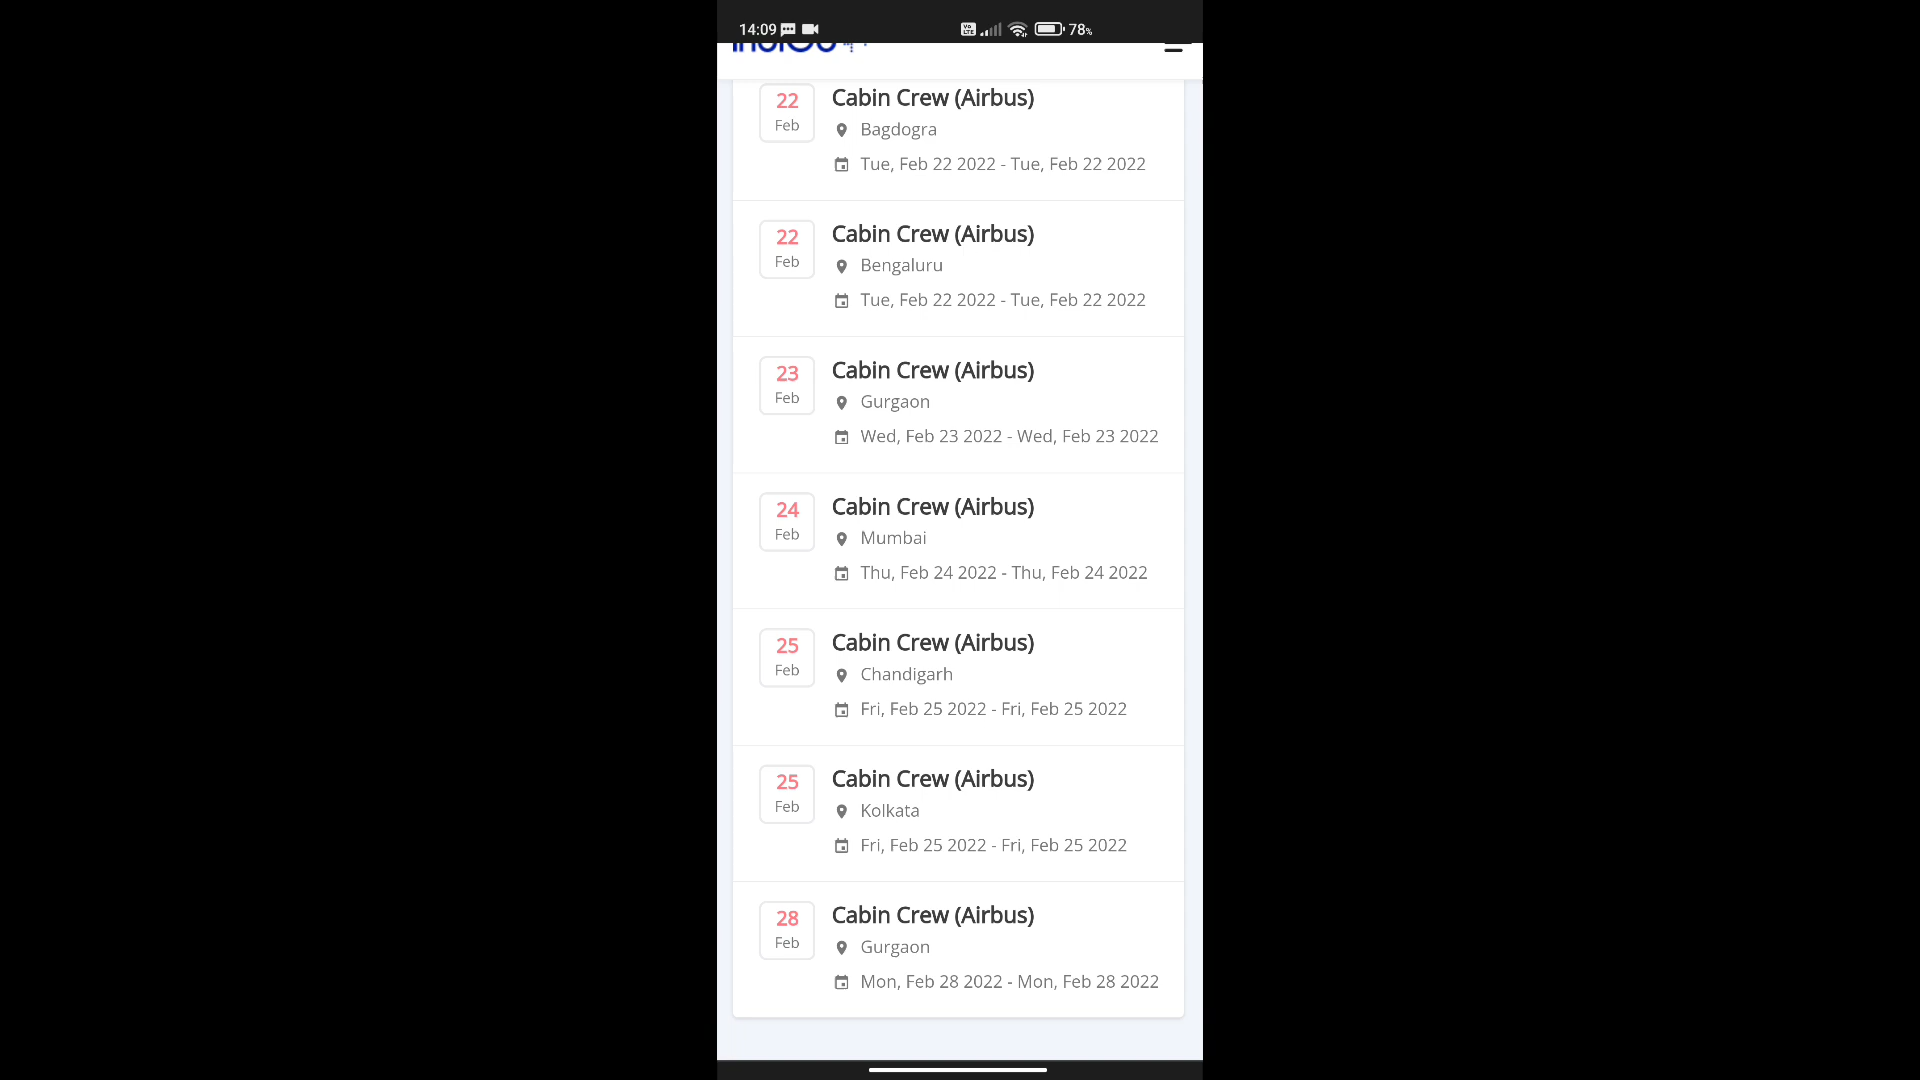 14:09 78%
IndiGo
22
Feb
Cabin Crew (Airbus)
Bagdogra
Tue, Feb 22 2022 - Tue, Feb 22 2022
22
Feb
Cabin Crew (Airbus)
Bengaluru
Tue, Feb 22 2022 - Tue, Feb 22 2022
23
Feb
Cabin Crew (Airbus)
Gurgaon
Wed, Feb 23 2022 - Wed, Feb 23 2022
24
Feb
Cabin Crew (Airbus)
Mumbai
Thu, Feb 24 2022 - Thu, Feb 24 2022
25
Feb
Cabin Crew (Airbus)
Chandigarh
Fri, Feb 25 2022 - Fri, Feb 25 2022
25
Feb
Cabin Crew (Airbus)
Kolkata
Fri, Feb 25 2022 - Fri, Feb 25 2022
28
Feb
Cabin Crew (Airbus)
Gurgaon
Mon, Feb 28 2022 - Mon, Feb 28 2022